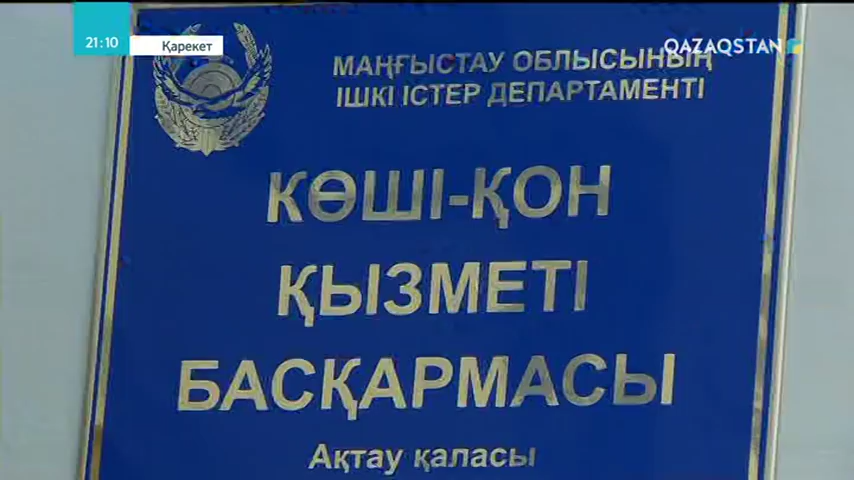 21:10
Қарекет
QAZAQSTAN
МАҢҒЫСТАУ ОБЛЫСЫНЫҢ
ІШКІ ІСТЕР ДЕПАРТАМЕНТІ
КӨШІ-ҚОН
ҚЫЗМЕТІ
БАСҚАРМАСЫ
Ақтау қаласы